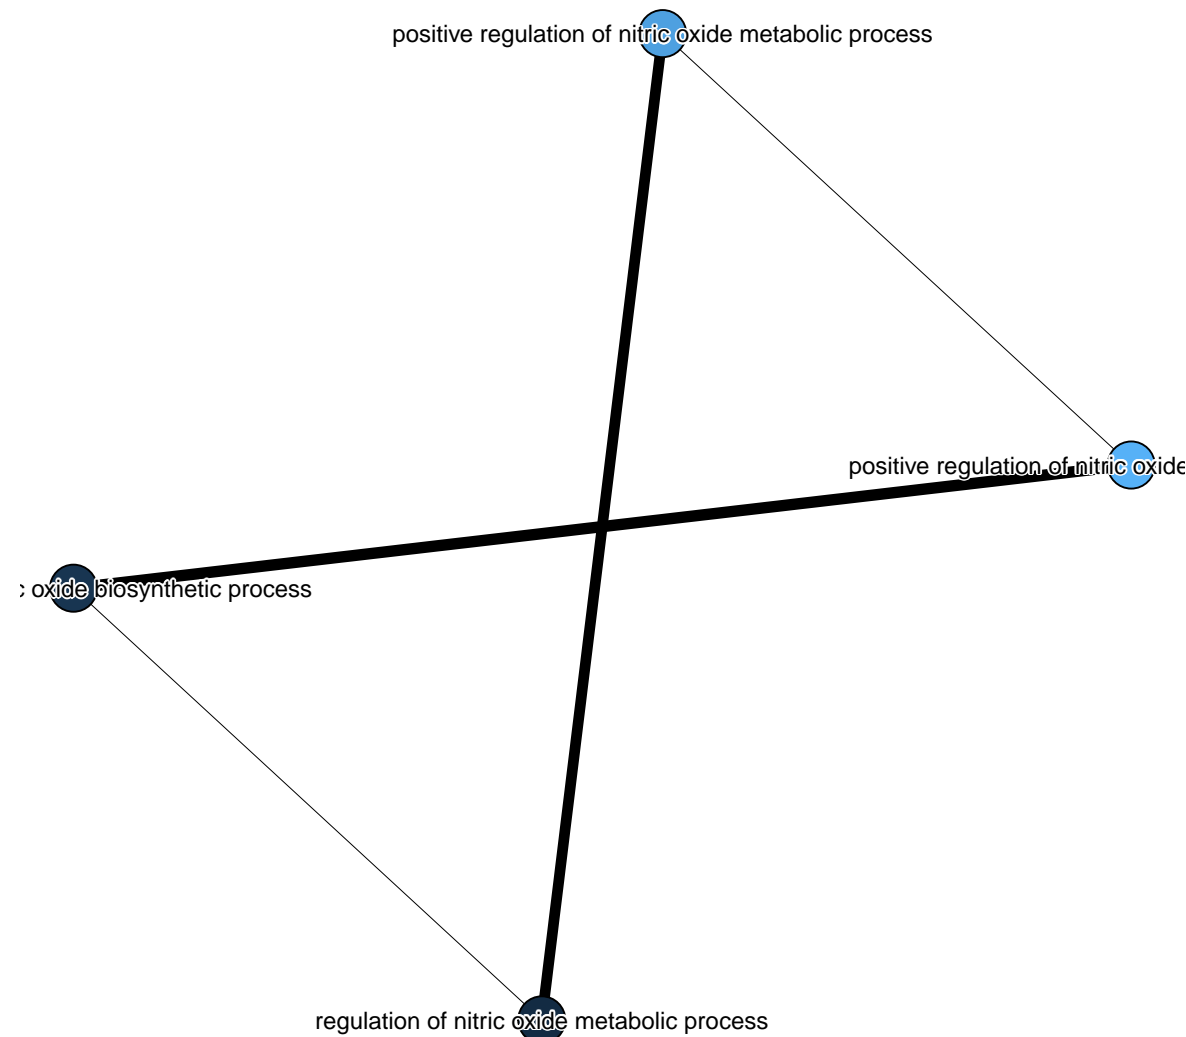 positive regulation of nitric oxide metabolic process
positive regulation of nitric oxide
oxide biosynthetic process
regulation of nitric oxide metabolic process